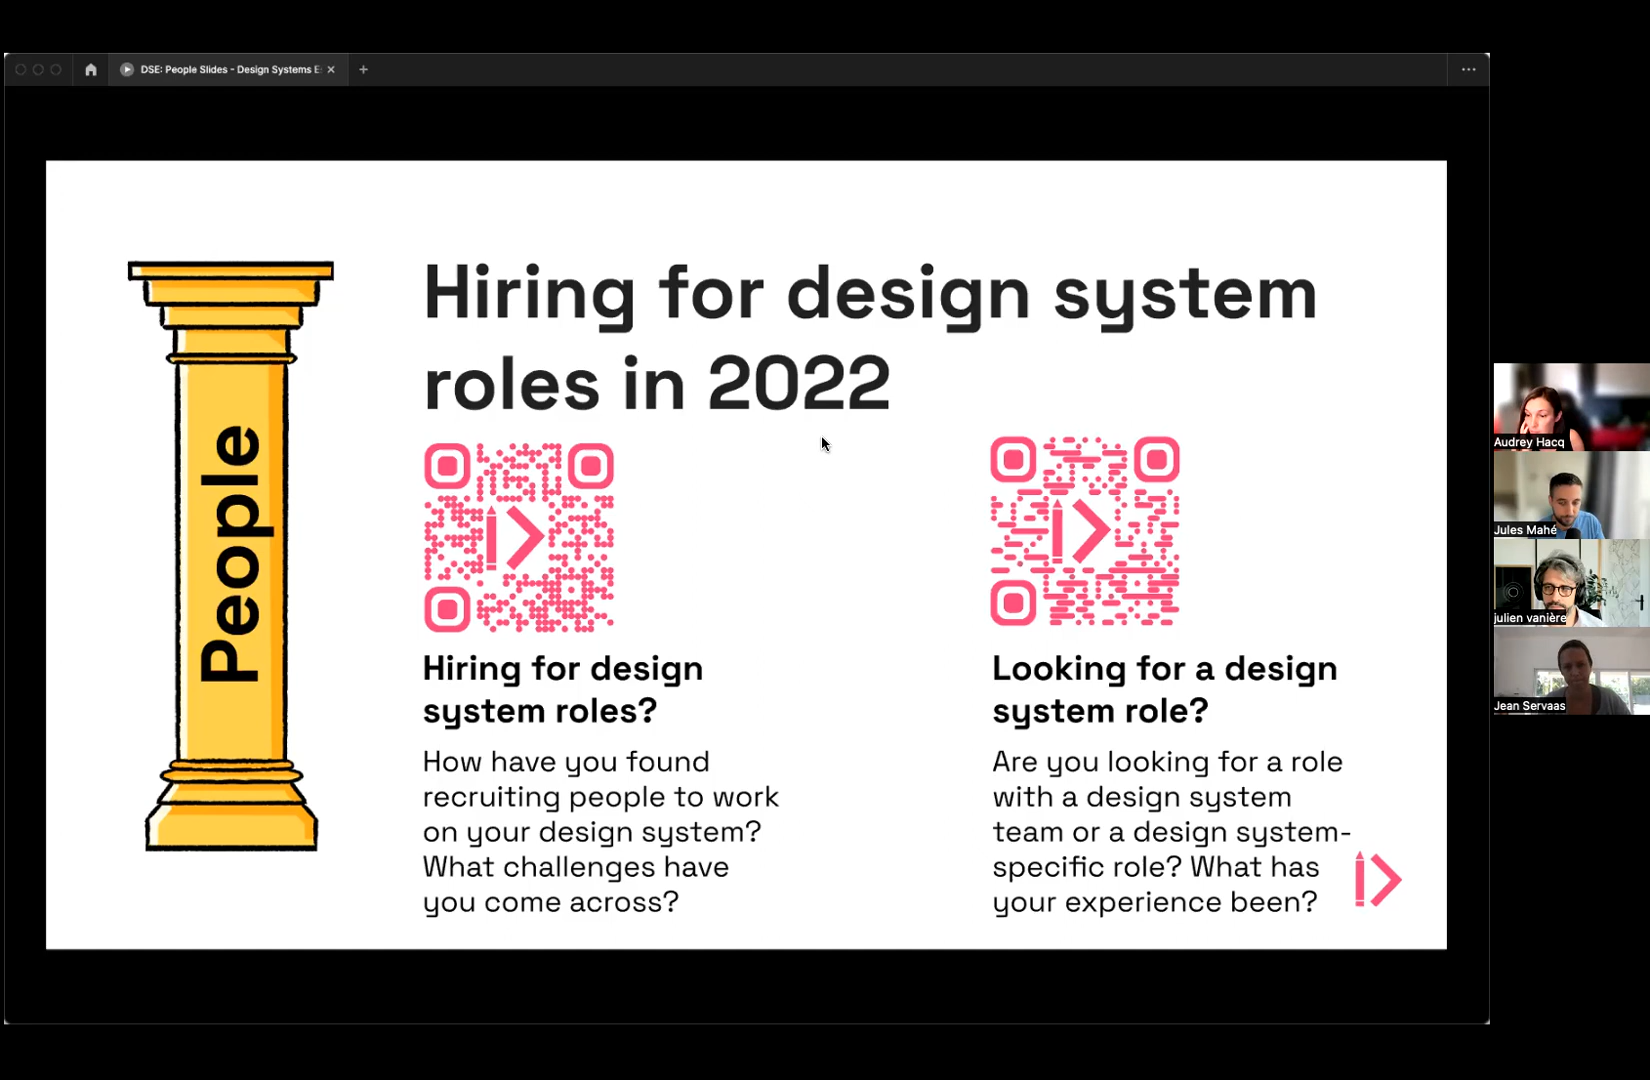 DSE: People Slides - Design Systems E
People
Hiring for design system
roles in 2022
Hiring for design
system roles?
How have you found
recruiting people to work
on your design system?
What challenges have
you come across?
Looking for a design
system role?
Are you looking for a role
with a design system
team or a design system-
specific role? What has
your experience been?
Audrey Hacq
Jules Mahé
julien vanière
Jean Servaas